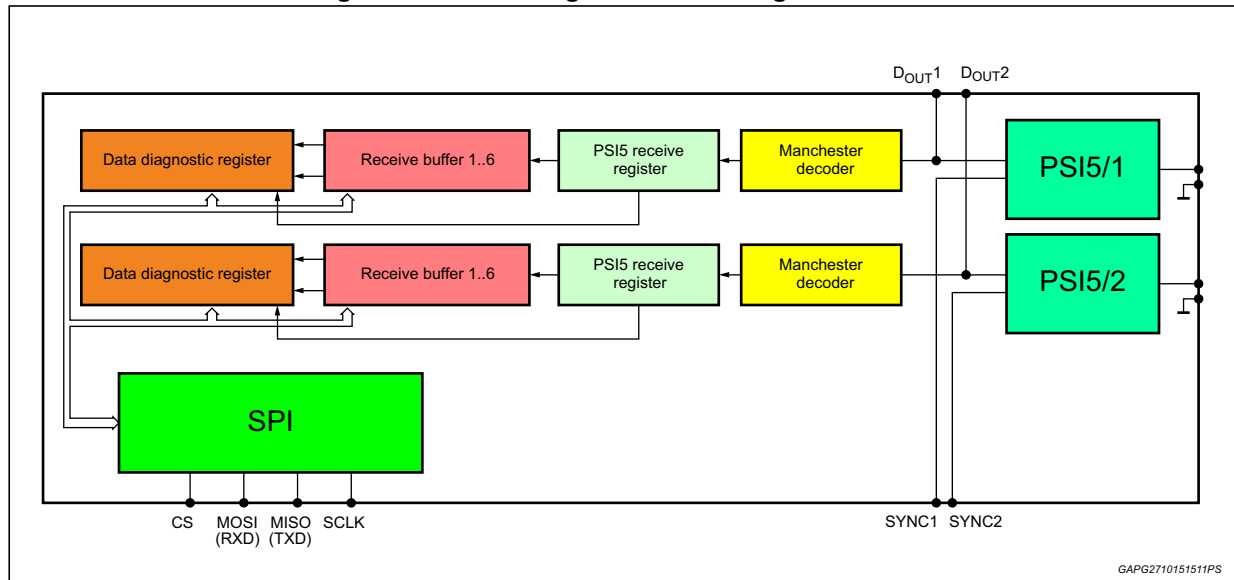 D_OUT1 D_OUT2
Data diagnostic register
Receive buffer 1..6
PSI5 receive
register
Manchester
decoder
PSI5/1
Data diagnostic register
Receive buffer 1..6
PSI5 receive
register
Manchester
decoder
PSI5/2
SPI
CS MOSI MISO SCLK
(RXD) (TXD)
SYNC1 SYNC2
GAPG2710151511PS